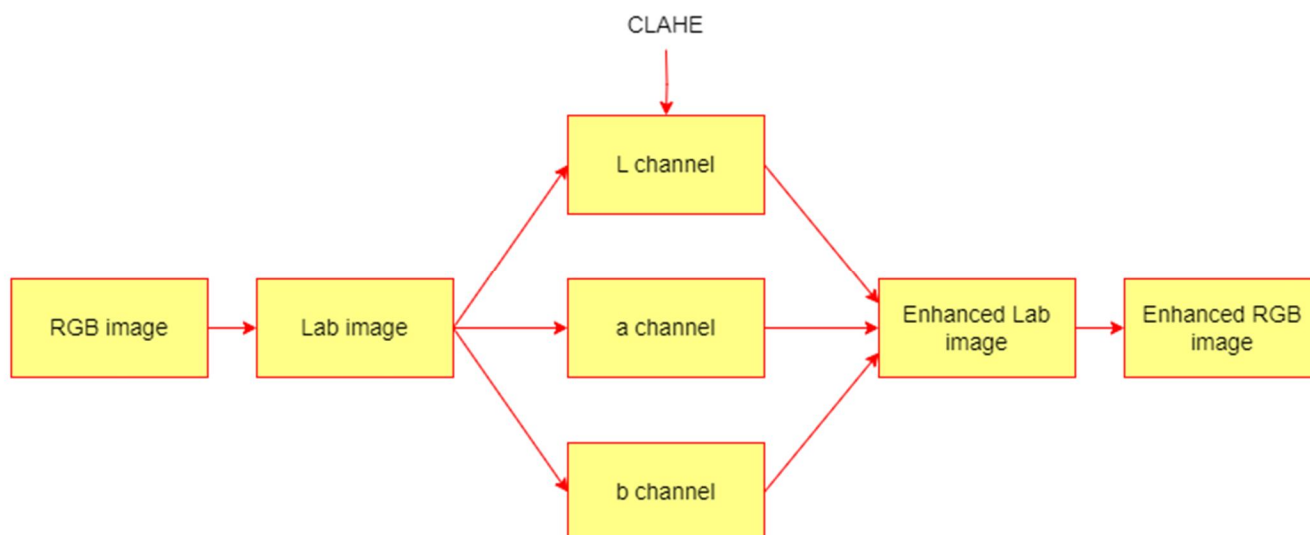 CLAHE
L channel
RGB image
Lab image
a channel
Enhanced Lab
image
Enhanced RGB
image
b channel